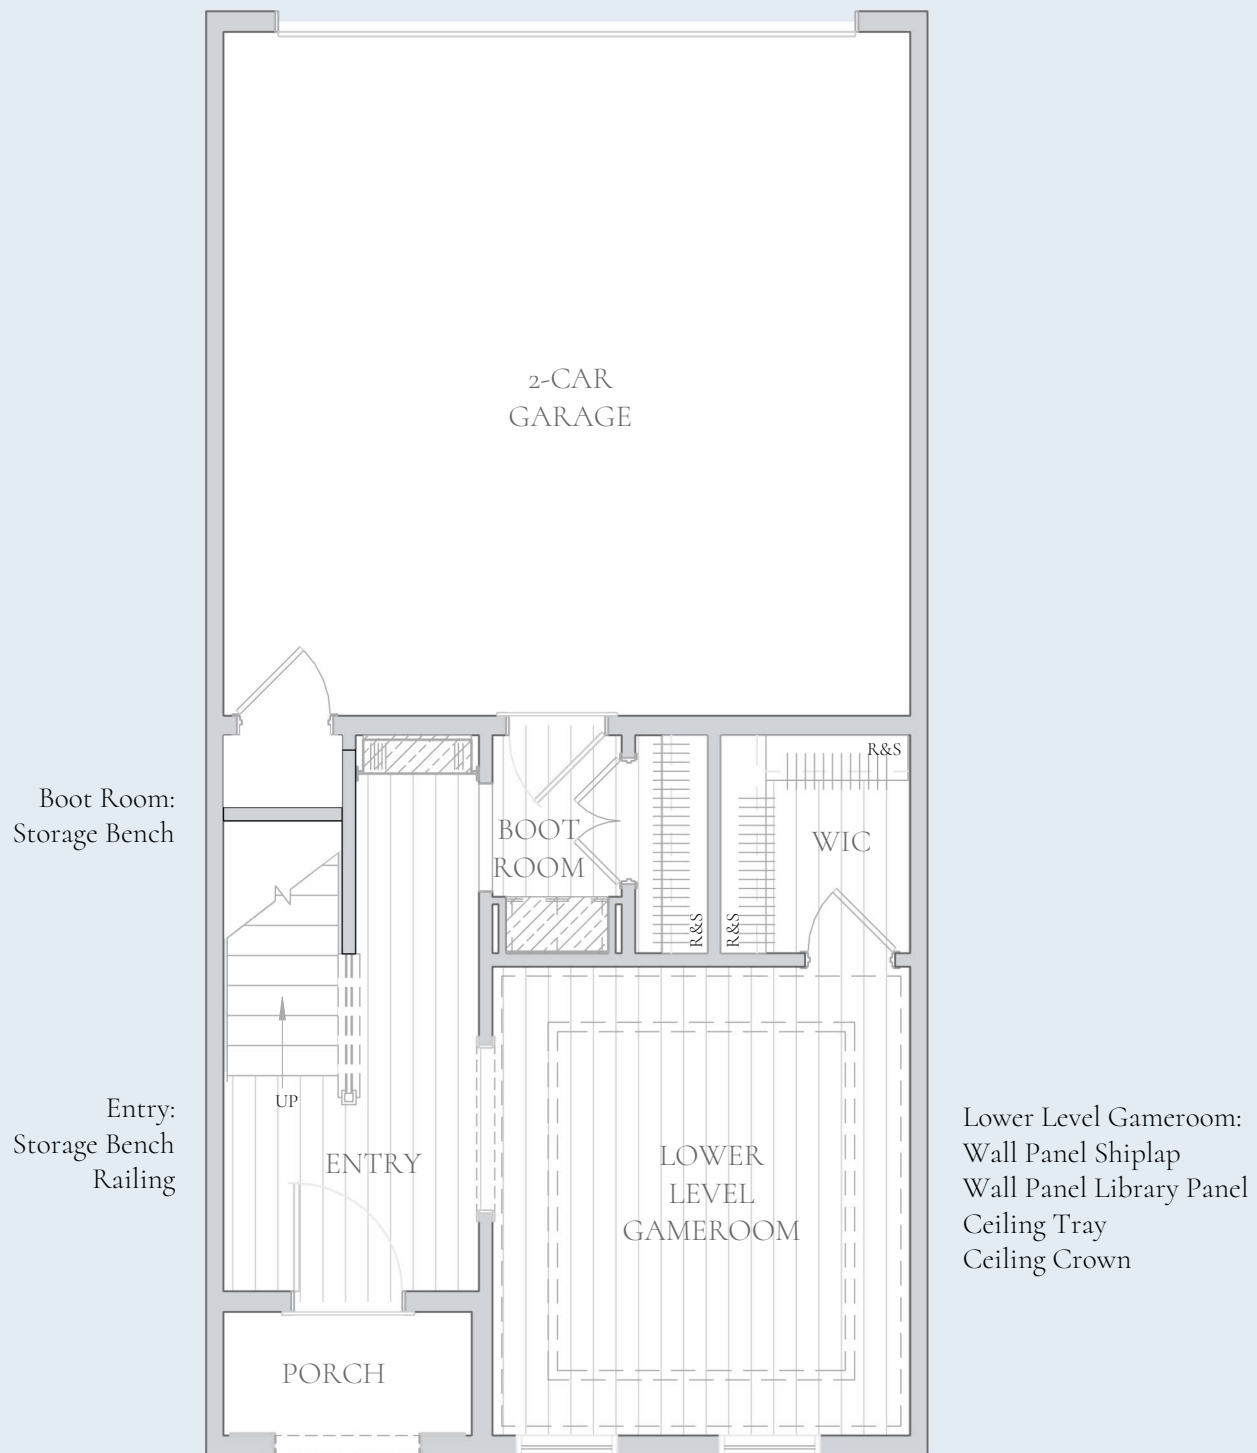 2-CAR
GARAGE
R&S
Boot Room:
Storage Bench
BOOT
ROOM
WIC
R&S
R&S
UP
Entry:
Storage Bench
Railing
ENTRY
LOWER
LEVEL
GAMEROOM
Lower Level Gameroom:
Wall Panel Shiplap
Wall Panel Library Panel
Ceiling Tray
Ceiling Crown
PORCH